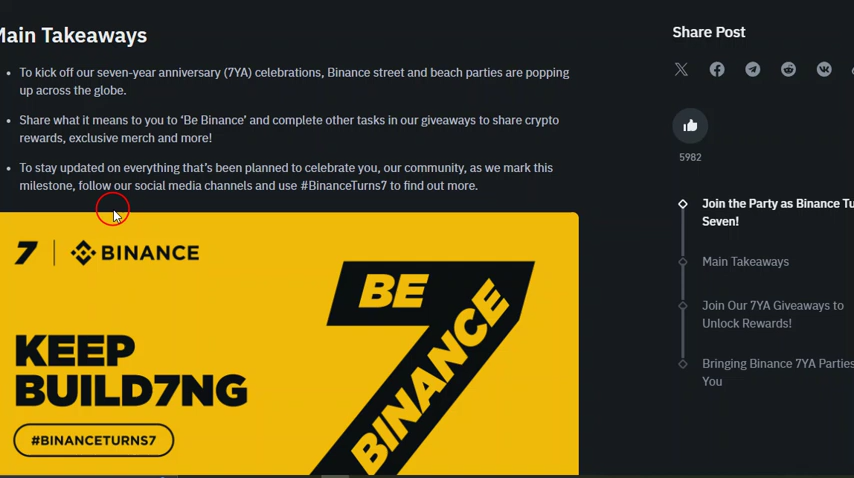 Main Takeaways
To kick off our seven-year anniversary (7YA) celebrations, Binance street and beach parties are popping
up across the globe.
Share what it means to you to ‘Be Binance’ and complete other tasks in our giveaways to share crypto
rewards, exclusive merch and more!
To stay updated on everything that’s been planned to celebrate you, our community, as we mark this
milestone, follow our social media channels and use #BinanceTurns7 to find out more.
7 | BINANCE
KEEP
BUILD7NG
#BINANCETURNS7
BE
BINANCE
Share Post
5982
Join the Party as Binance Tu
Seven!
Main Takeaways
Join Our 7YA Giveaways to
Unlock Rewards!
Bringing Binance 7YA Parties
You